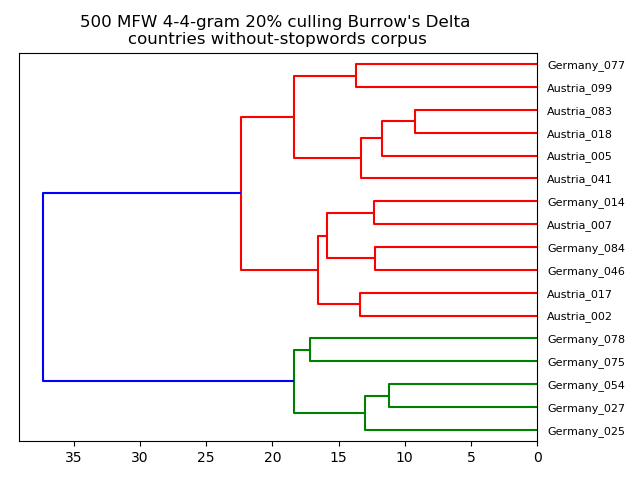 500 MFW 4-4-gram 20% culling Burrow's Delta
countries without-stopwords corpus
Germany_077
Austria_099
Austria_083
Austria_018
Austria_005
Austria_041
Germany_014
Austria_007
Germany_084
Germany_046
Austria_017
Austria_002
Germany_078
Germany_075
Germany_054
Germany_027
Germany_025
35 30 25 20 15 10 5 0